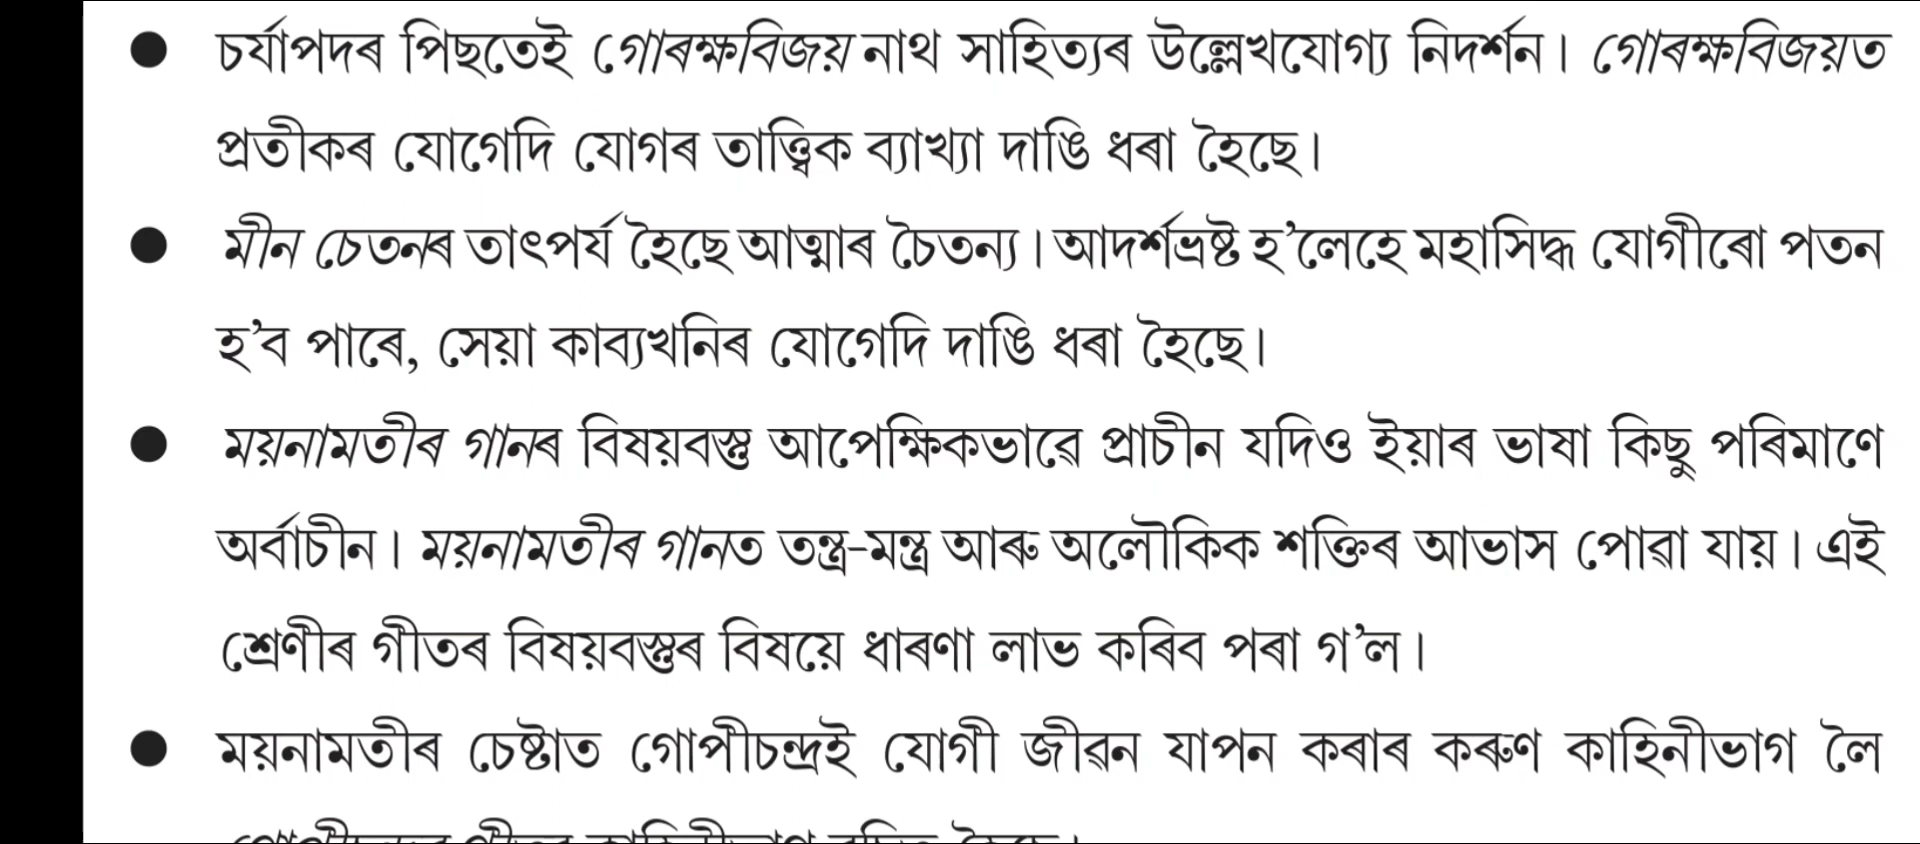 ● চৰ্যাপদৰ পিছতেই গোৰক্ষবিজয় নাথ সাহিত্যৰ উল্লেখযোগ্য নিদৰ্শন। গোৰক্ষবিজয়ত
প্ৰতীকৰ যোগেদি যোগৰ তাত্ত্বিক ব্যাখ্যা দাঙি ধৰা হৈছে।
● মীন চেতনৰ তাৎপৰ্য হৈছে আত্মাৰ চৈতন্য। আদৰ্শভ্ৰষ্ট হ’লেহে মহাসিদ্ধ যোগীৰো পতন
হ’ব পাৰে, সেয়া কাব্যখনিৰ যোগেদি দাঙি ধৰা হৈছে।
● ময়নামতীৰ গানৰ বিষয়বস্তু আপেক্ষিকভাৱে প্ৰাচীন যদিও ইয়াৰ ভাষা কিছু পৰিমাণে
অৰ্বাচীন। ময়নামতীৰ গানত তন্ত্ৰ-মন্ত্ৰ আৰু অলৌকিক শক্তিৰ আভাস পোৱা যায়। এই
শ্ৰেণীৰ গীতৰ বিষয়বস্তুৰ বিষয়ে ধাৰণা লাভ কৰিব পৰা গ’ল।
● ময়নামতীৰ চেষ্টাত গোপীচন্দ্ৰই যোগী জীৱন যাপন কৰাৰ কৰুণ কাহিনীভাগ লৈ